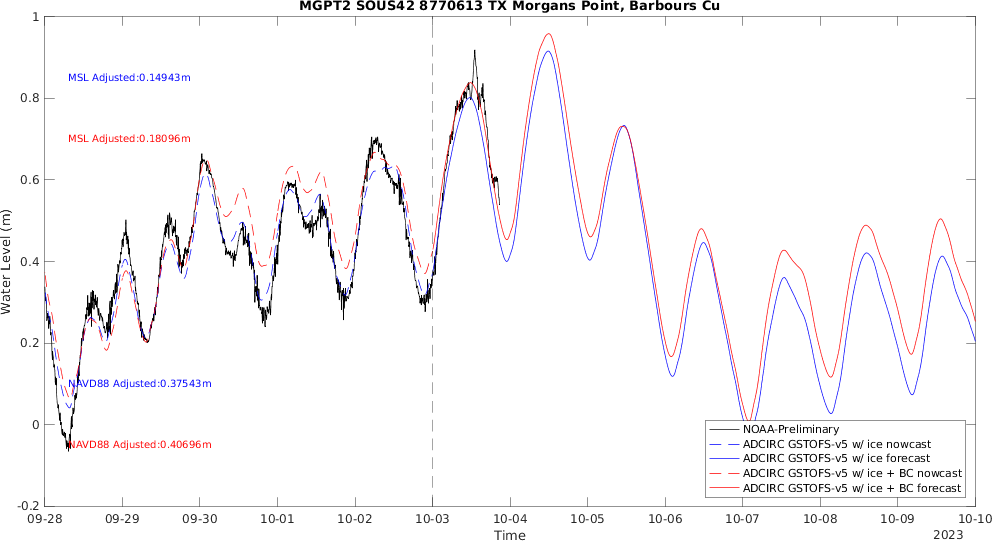 MGPT2 SOUS42 8770613 TX Morgans Point, Barbours Cu
1
0.8
0.6
0.4
0.2
0
-0.2
Water Level (m)
MSL Adjusted:0.14943m
MSL Adjusted:0.18096m
NAVD88 Adjusted:0.37543m
NAVD88 Adjusted:0.40696m
NOAA-Preliminary
ADCIRC GSTOFS-v5 w/ ice nowcast
ADCIRC GSTOFS-v5 w/ ice forecast
ADCIRC GSTOFS-v5 w/ ice + BC nowcast
ADCIRC GSTOFS-v5 w/ ice + BC forecast
09-28 09-29 09-30 10-01 10-02 10-03 10-04 10-05 10-06 10-07 10-08 10-09 10-10
Time
2023